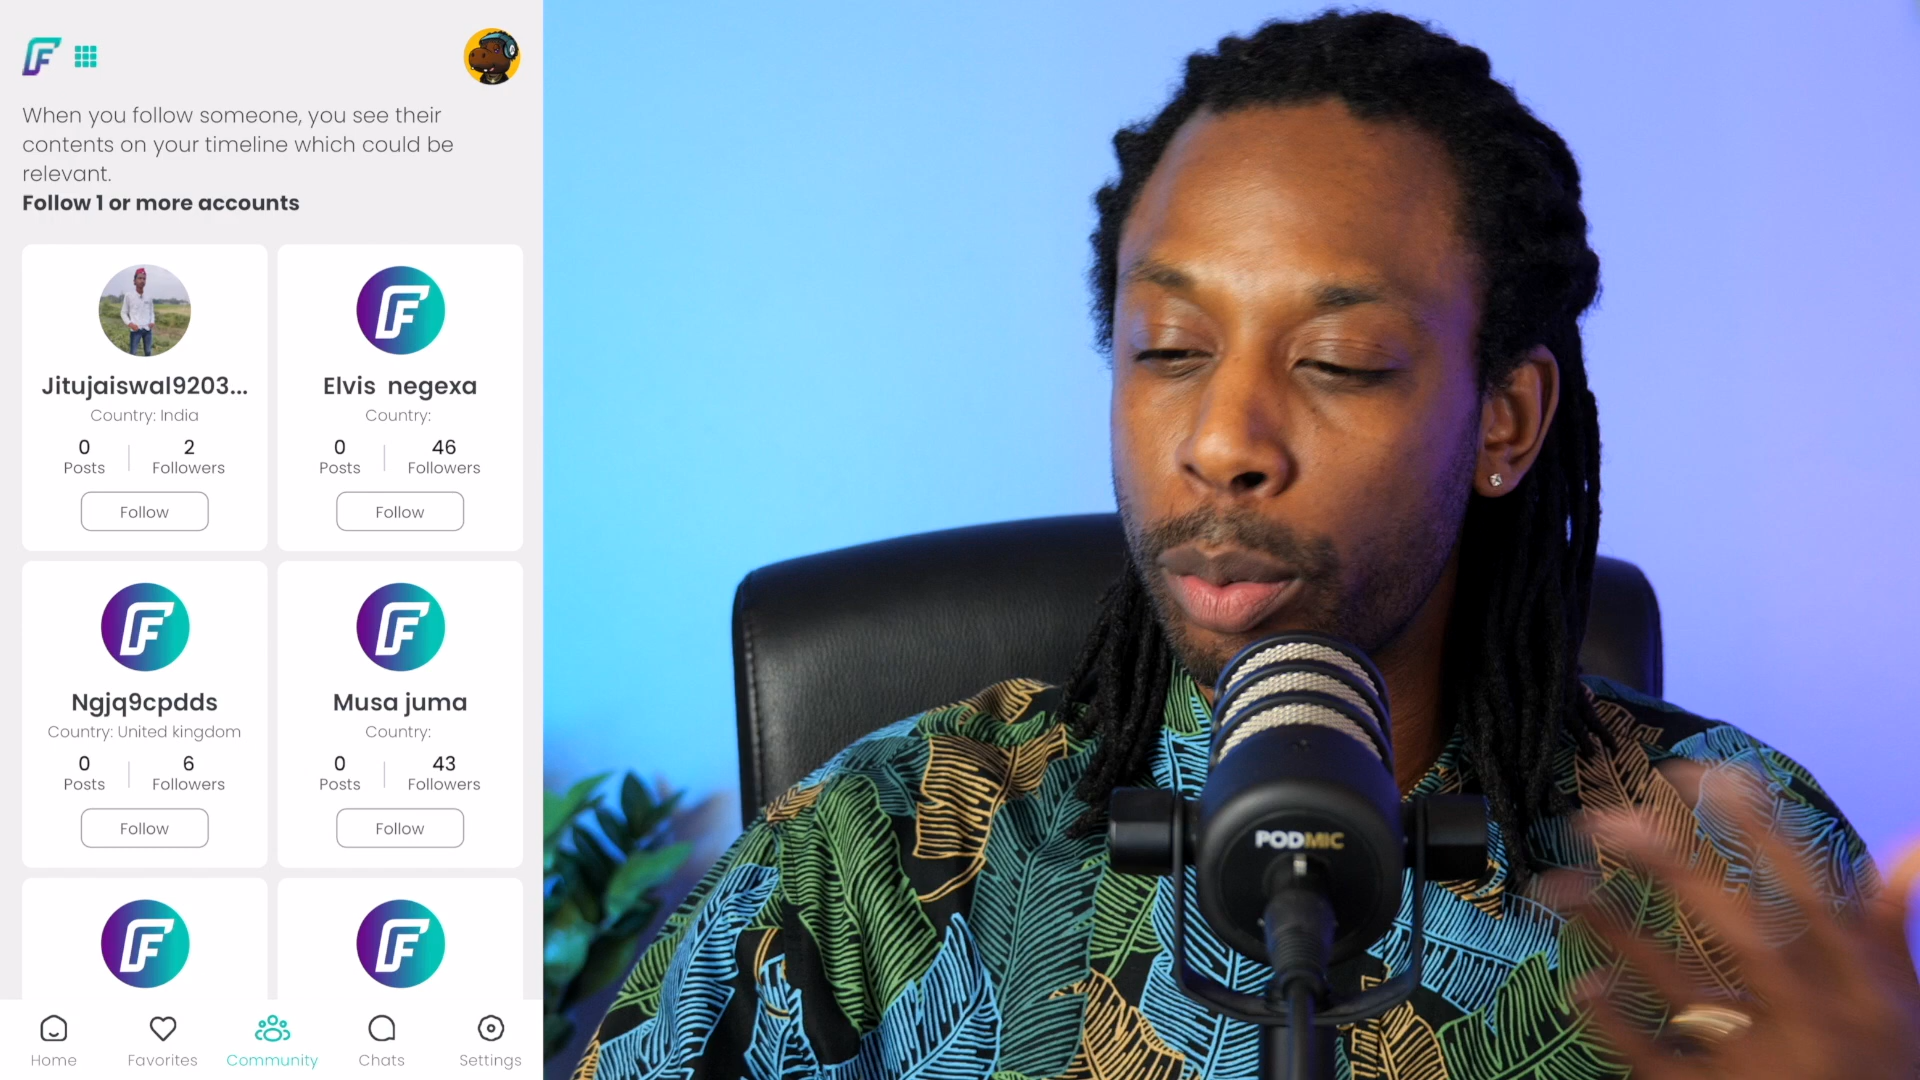 When you follow someone, you see their
contents on your timeline which could be
relevant.
Follow 1 or more accounts
Jitujaiswal9203...
Country: India
0
Posts
2
Followers
Follow
Elvis negexa
Country:
0
Posts
46
Followers
Follow
Ngjq9cpdds
Country: United kingdom
0
Posts
6
Followers
Follow
Musa juma
Country:
0
Posts
43
Followers
Follow
Home
Favorites
Community
Chats
Settings
PODMIC